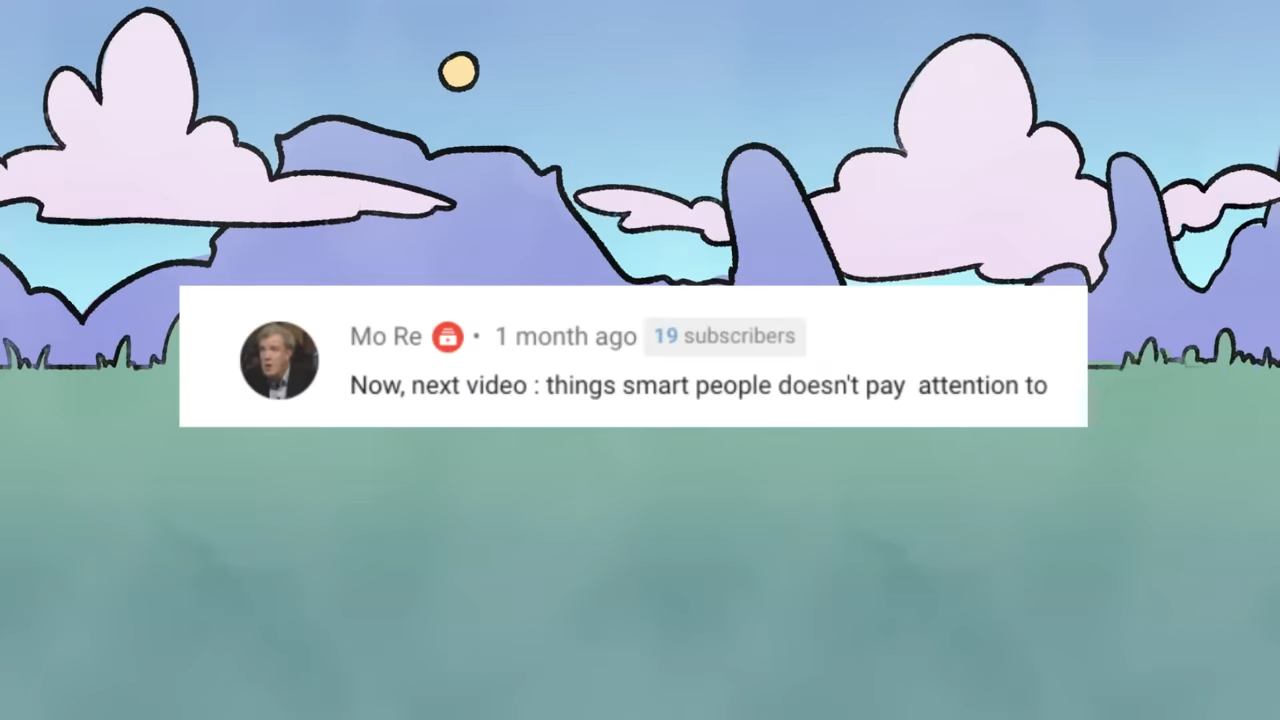 Mo Re • 1 month ago 19 subscribers
Now, next video : things smart people doesn't pay attention to